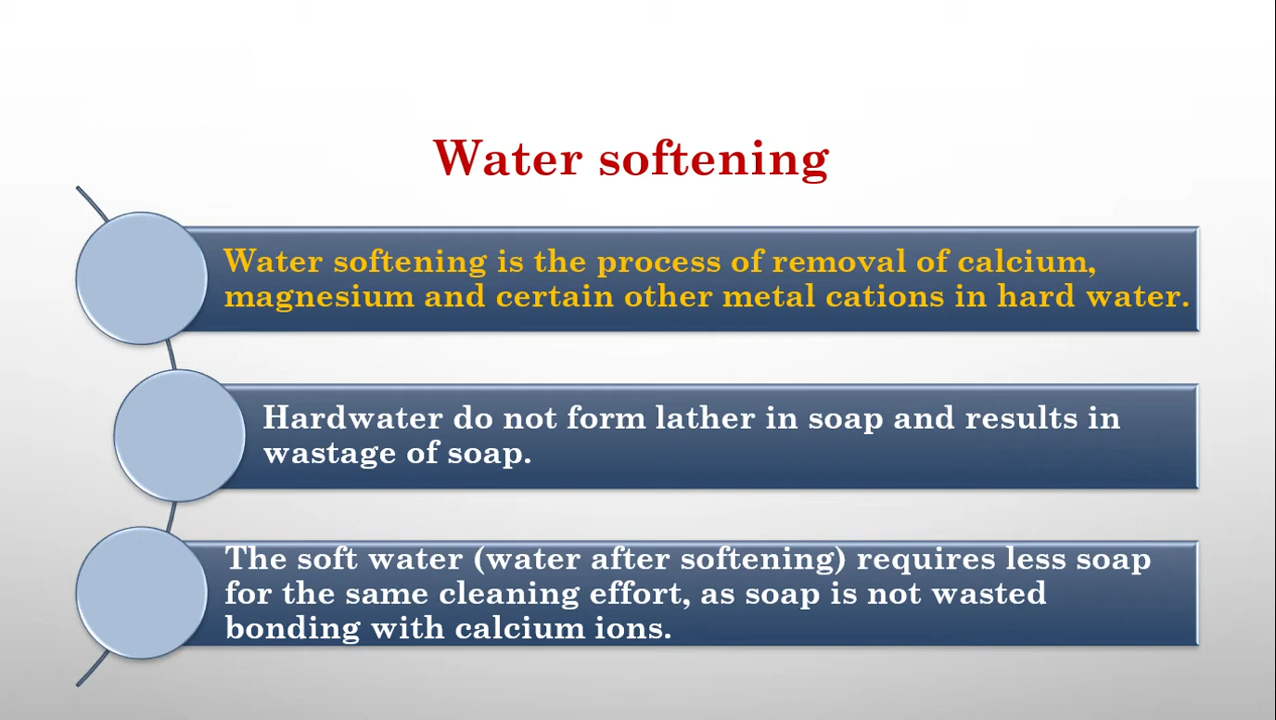 Water softening
Water softening is the process of removal of calcium,
magnesium and certain other metal cations in hard water.
Hardwater do not form lather in soap and results in
wastage of soap.
The soft water (water after softening) requires less soap
for the same cleaning effort, as soap is not wasted
bonding with calcium ions.